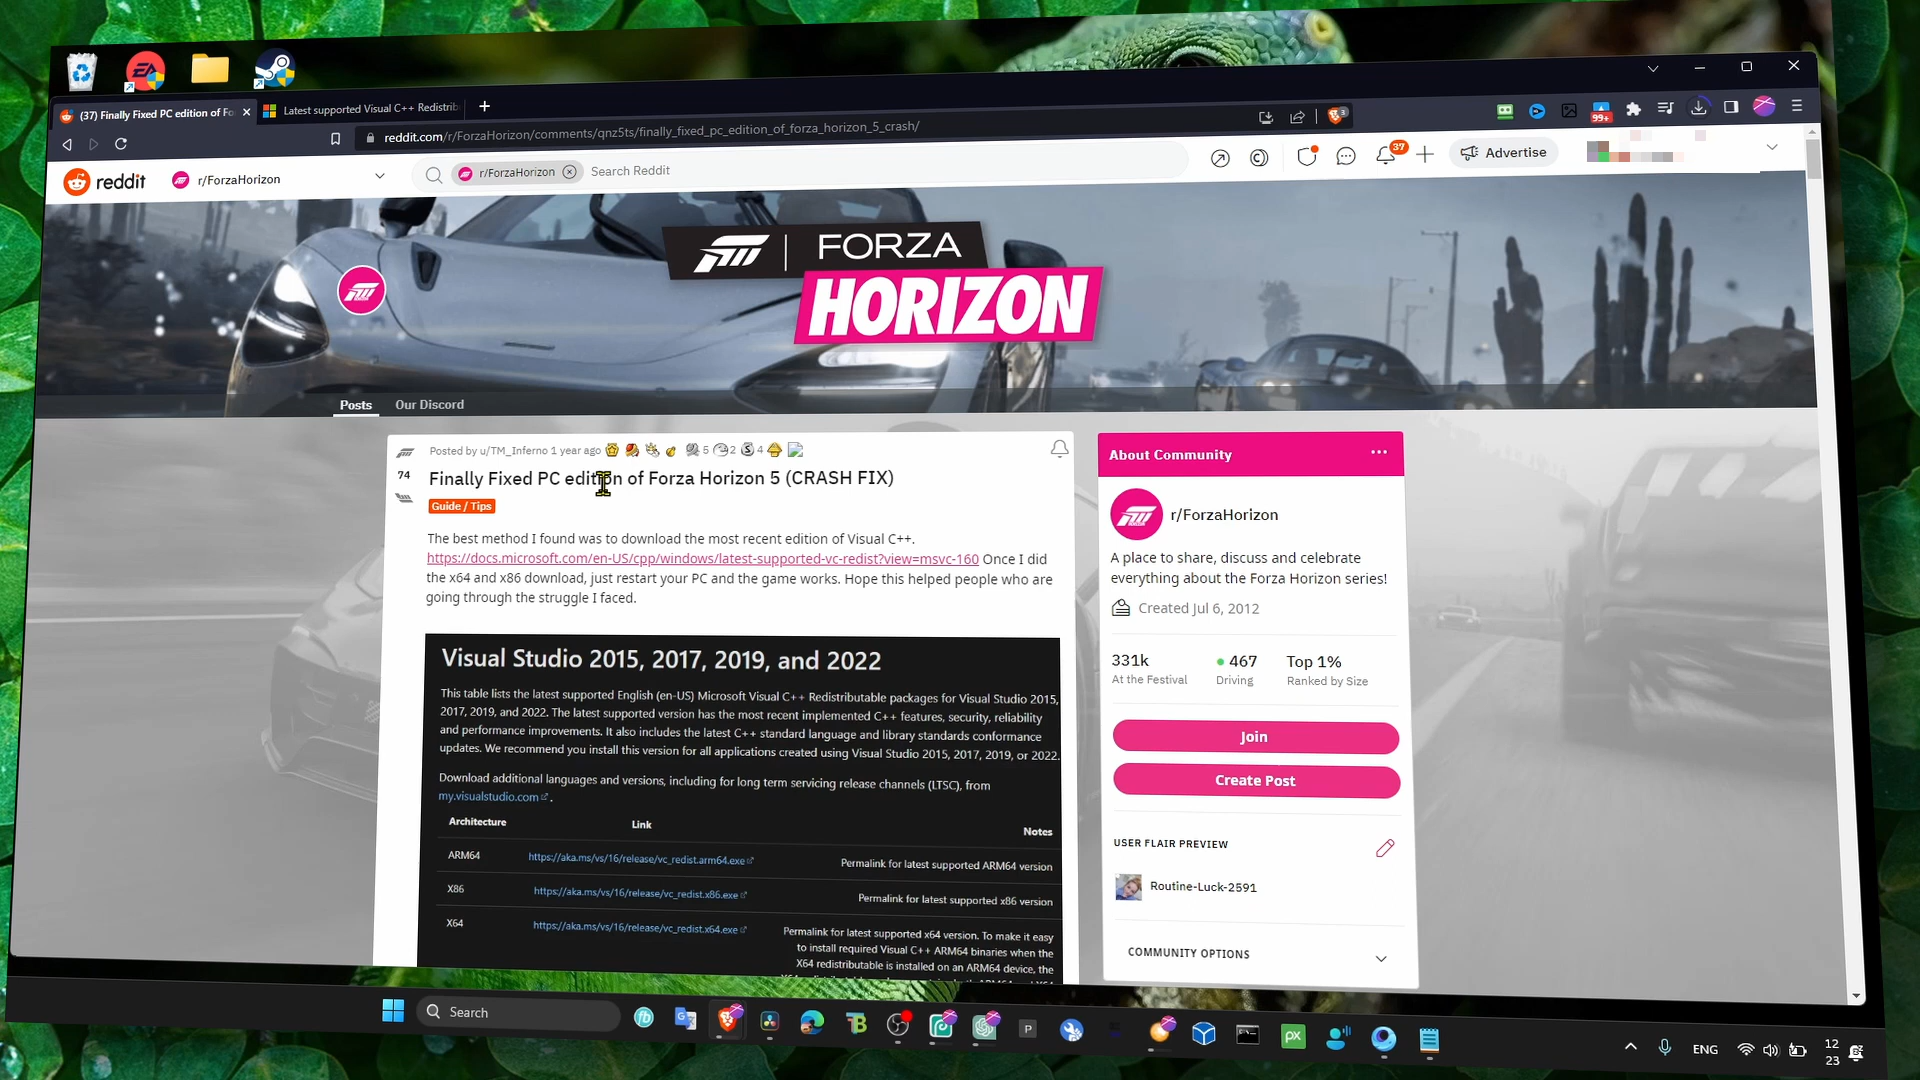 (37) Finally Fixed PC edition of Fo
Latest supported Visual C++ Redistrib
reddit.com/r/ForzaHorizon/comments/qnz5ts/finally_fixed_pc_edition_of_forza_horizon_5_crash/
3
99+
reddit
r/ForzaHorizon
r/ForzaHorizon
Search Reddit
37
Advertise
FORZA
HORIZON
Posts
Our Discord
Posted by u/TM_Inferno 1 year ago
5
2
4
74
Finally Fixed PC edition of Forza Horizon 5 (CRASH FIX)
Guide / Tips
The best method I found was to download the most recent edition of Visual C++.
https://docs.microsoft.com/en-US/cpp/windows/latest-supported-vc-redist?view=msvc-160 Once I did
the x64 and x86 download, just restart your PC and the game works. Hope this helped people who are
going through the struggle I faced.
Visual Studio 2015, 2017, 2019, and 2022
This table lists the latest supported English (en-US) Microsoft Visual C++ Redistributable packages for Visual Studio 2015,
2017, 2019, and 2022. The latest supported version has the most recent implemented C++ features, security, reliability
and performance improvements. It also includes the latest C++ standard language and library standards conformance
updates. We recommend you install this version for all applications created using Visual Studio 2015, 2017, 2019, or 2022.
Download additional languages and versions, including for long term servicing release channels (LTSC), from
my.visualstudio.com .
Architecture Link Notes
ARM64 https://aka.ms/vs/16/release/vc_redist.arm64.exe Permalink for latest supported ARM64 version
X86 https://aka.ms/vs/16/release/vc_redist.x86.exe Permalink for latest supported x86 version
X64 https://aka.ms/vs/16/release/vc_redist.x64.exe Permalink for latest supported x64 version. To make it easy
to install required Visual C++ ARM64 binaries when the
X64 redistributable is installed on an ARM64 device, the
About Community
r/ForzaHorizon
A place to share, discuss and celebrate
everything about the Forza Horizon series!
Created Jul 6, 2012
331k 467 Top 1%
At the Festival Driving Ranked by Size
Join
Create Post
USER FLAIR PREVIEW
Routine-Luck-2591
COMMUNITY OPTIONS
Search
ENG
12
23